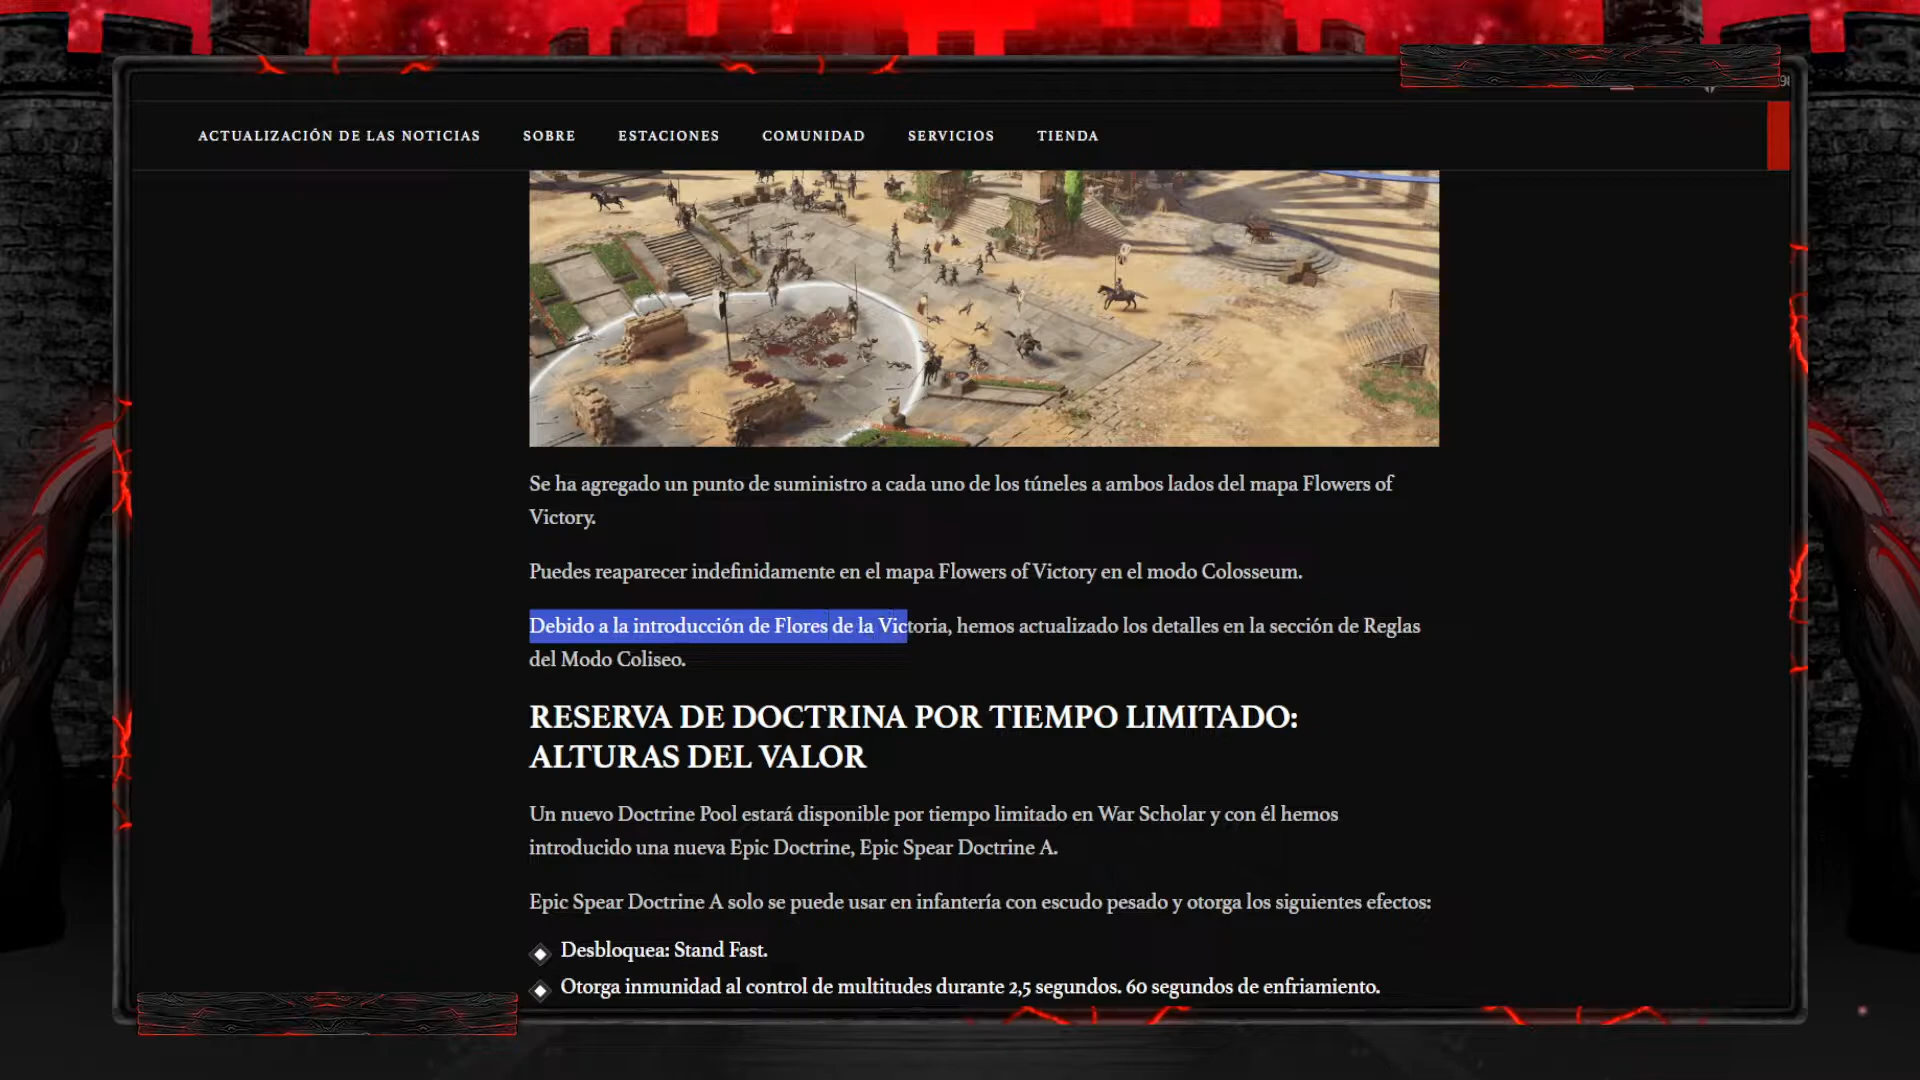 ACTUALIZACIÓN DE LAS NOTICIAS SOBRE ESTACIONES COMUNIDAD SERVICIOS TIENDA
Se ha agregado un punto de suministro a cada uno de los túneles a ambos lados del mapa Flowers of
Victory.
Puedes reaparecer indefinidamente en el mapa Flowers of Victory en el modo Colosseum.
Debido a la introducción de Flores de la Victoria, hemos actualizado los detalles en la sección de Reglas
del Modo Coliseo.
RESERVA DE DOCTRINA POR TIEMPO LIMITADO:
ALTURAS DEL VALOR
Un nuevo Doctrine Pool estará disponible por tiempo limitado en War Scholar y con él hemos
introducido una nueva Epic Doctrine, Epic Spear Doctrine A.
Epic Spear Doctrine A solo se puede usar en infantería con escudo pesado y otorga los siguientes efectos:
Desbloquea: Stand Fast.
Otorga inmunidad al control de multitudes durante 2,5 segundos. 60 segundos de enfriamiento.